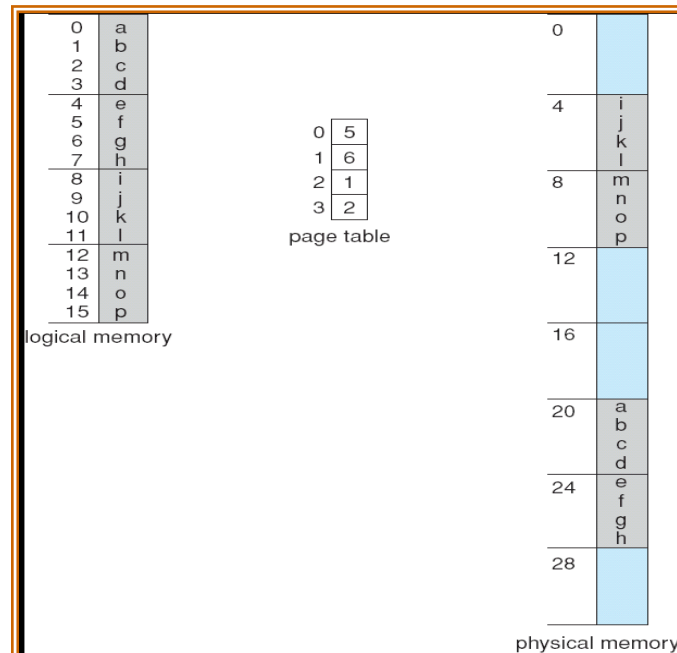 0 a
1 b
2 c
3 d
4 e
5 f
6 g
7 h
8 i
9 j
10 k
11 l
12 m
13 n
14 o
15 p
logical memory
0 5
1 6
2 1
3 2
page table
0
4 i
j
k
l
8 m
n
o
p
12
16
20 a
b
c
d
24 e
f
g
h
28
physical memory